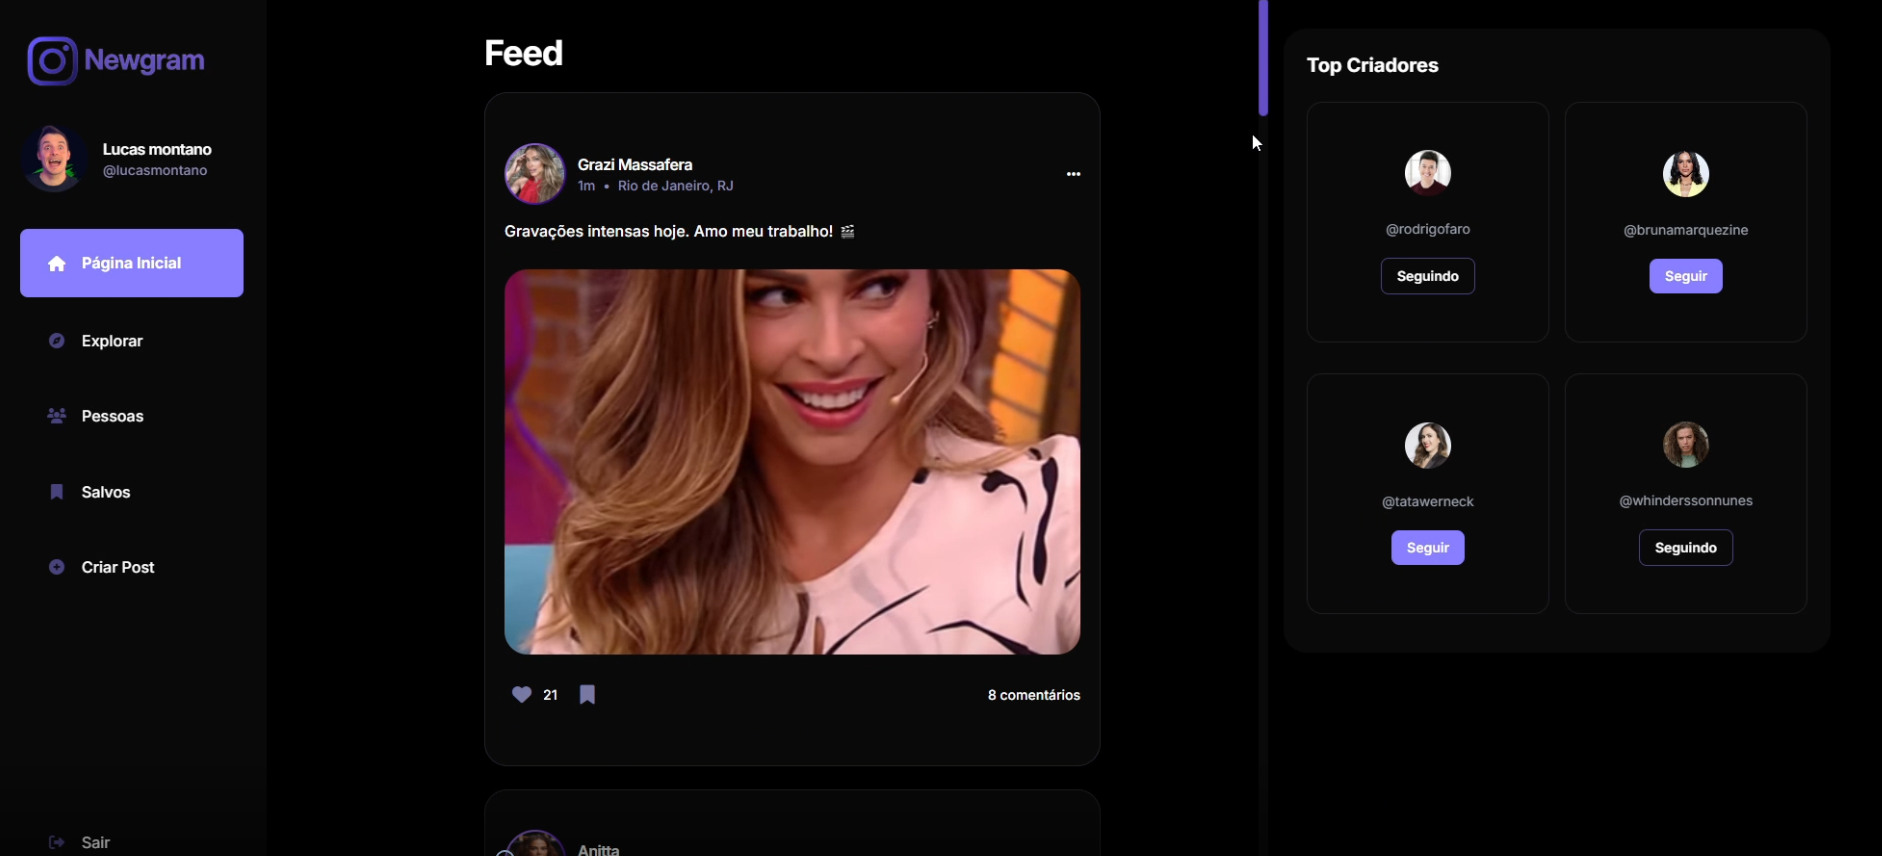 Newgram
Lucas montano
@lucasmontano
Página Inicial
Explorar
Pessoas
Salvos
Criar Post
Sair
Feed
Grazi Massafera
1m • Rio de Janeiro, RJ
Gravações intensas hoje. Amo meu trabalho! 🎬
21
8 comentários
Anitta
Top Criadores
@rodrigofaro
Seguindo
@brunamarquezine
Seguir
@tatawerneck
Seguir
@whinderssonnunes
Seguindo